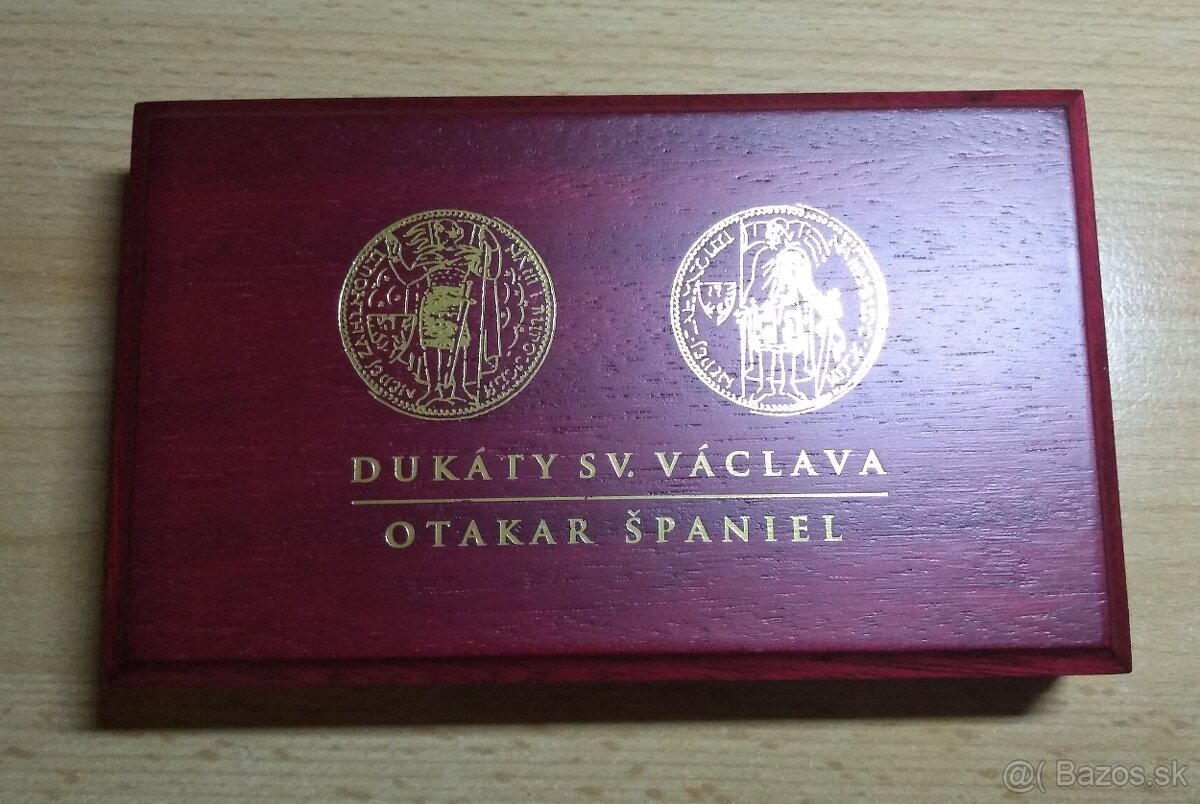 DUKÁTY SV. VÁCLAVA
OTAKAR ŠPANIEL
@( Bazos.sk